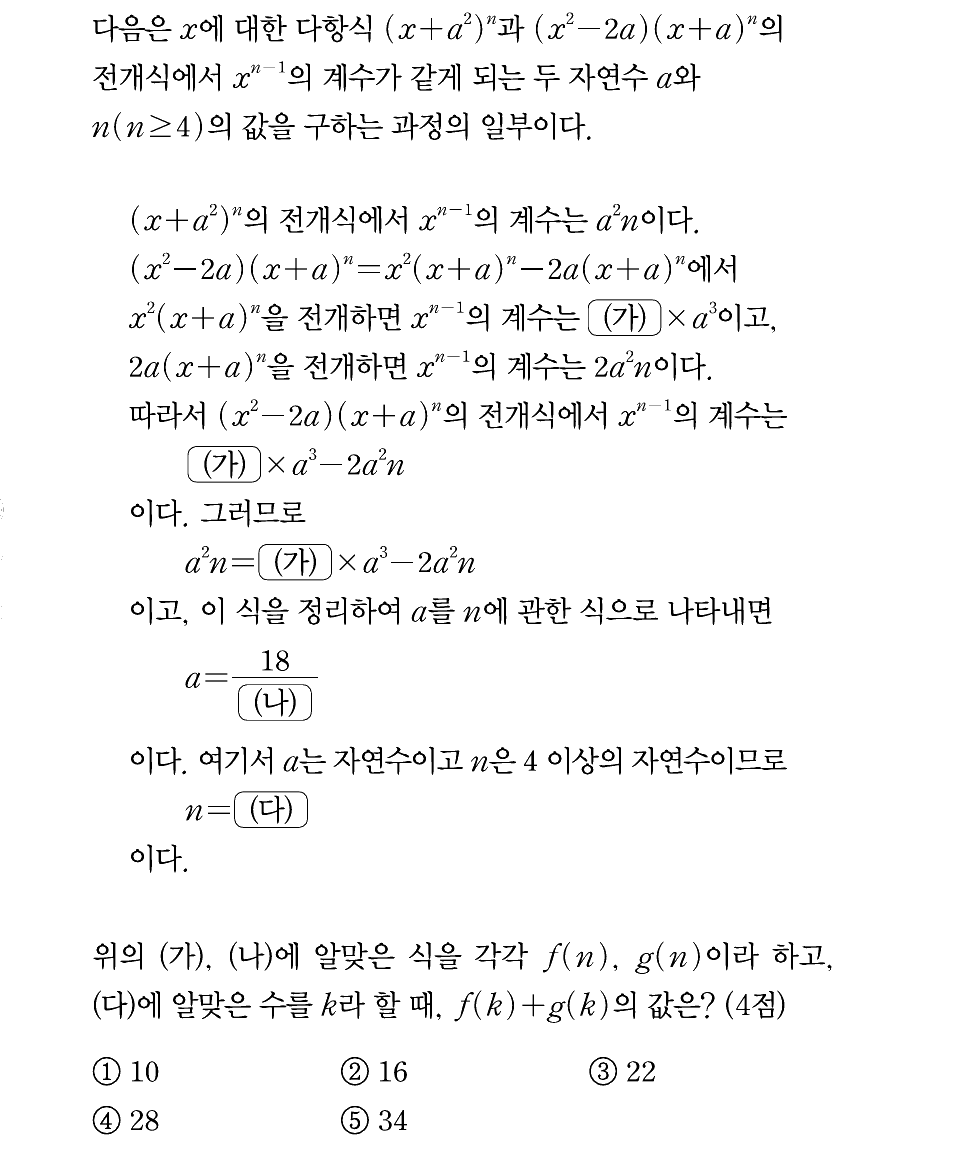 다음은 x에 대한 다항식 (x+a²)ⁿ과 (x²−2a)(x+a)ⁿ의
전개식에서 xⁿ⁻¹의 계수가 같게 되는 두 자연수 a와
n(n≥4)의 값을 구하는 과정의 일부이다.
(x+a²)ⁿ의 전개식에서 xⁿ⁻¹의 계수는 a²n이다.
(x²−2a)(x+a)ⁿ=x²(x+a)ⁿ−2a(x+a)ⁿ에서
x²(x+a)ⁿ을 전개하면 xⁿ⁻¹의 계수는 (가)×a³이고,
2a(x+a)ⁿ을 전개하면 xⁿ⁻¹의 계수는 2a²n이다.
따라서 (x²−2a)(x+a)ⁿ의 전개식에서 xⁿ⁻¹의 계수는
(가)×a³−2a²n
이다. 그러므로
a²n=(가)×a³−2a²n
이고, 이 식을 정리하여 a를 n에 관한 식으로 나타내면
18
a=
(나)
이다. 여기서 a는 자연수이고 n은 4 이상의 자연수이므로
n=(다)
이다.
위의 (가), (나)에 알맞은 식을 각각 f(n), g(n)이라 하고,
(다)에 알맞은 수를 k라 할 때, f(k)+g(k)의 값은? (4점)
① 10 ② 16 ③ 22
④ 28 ⑤ 34